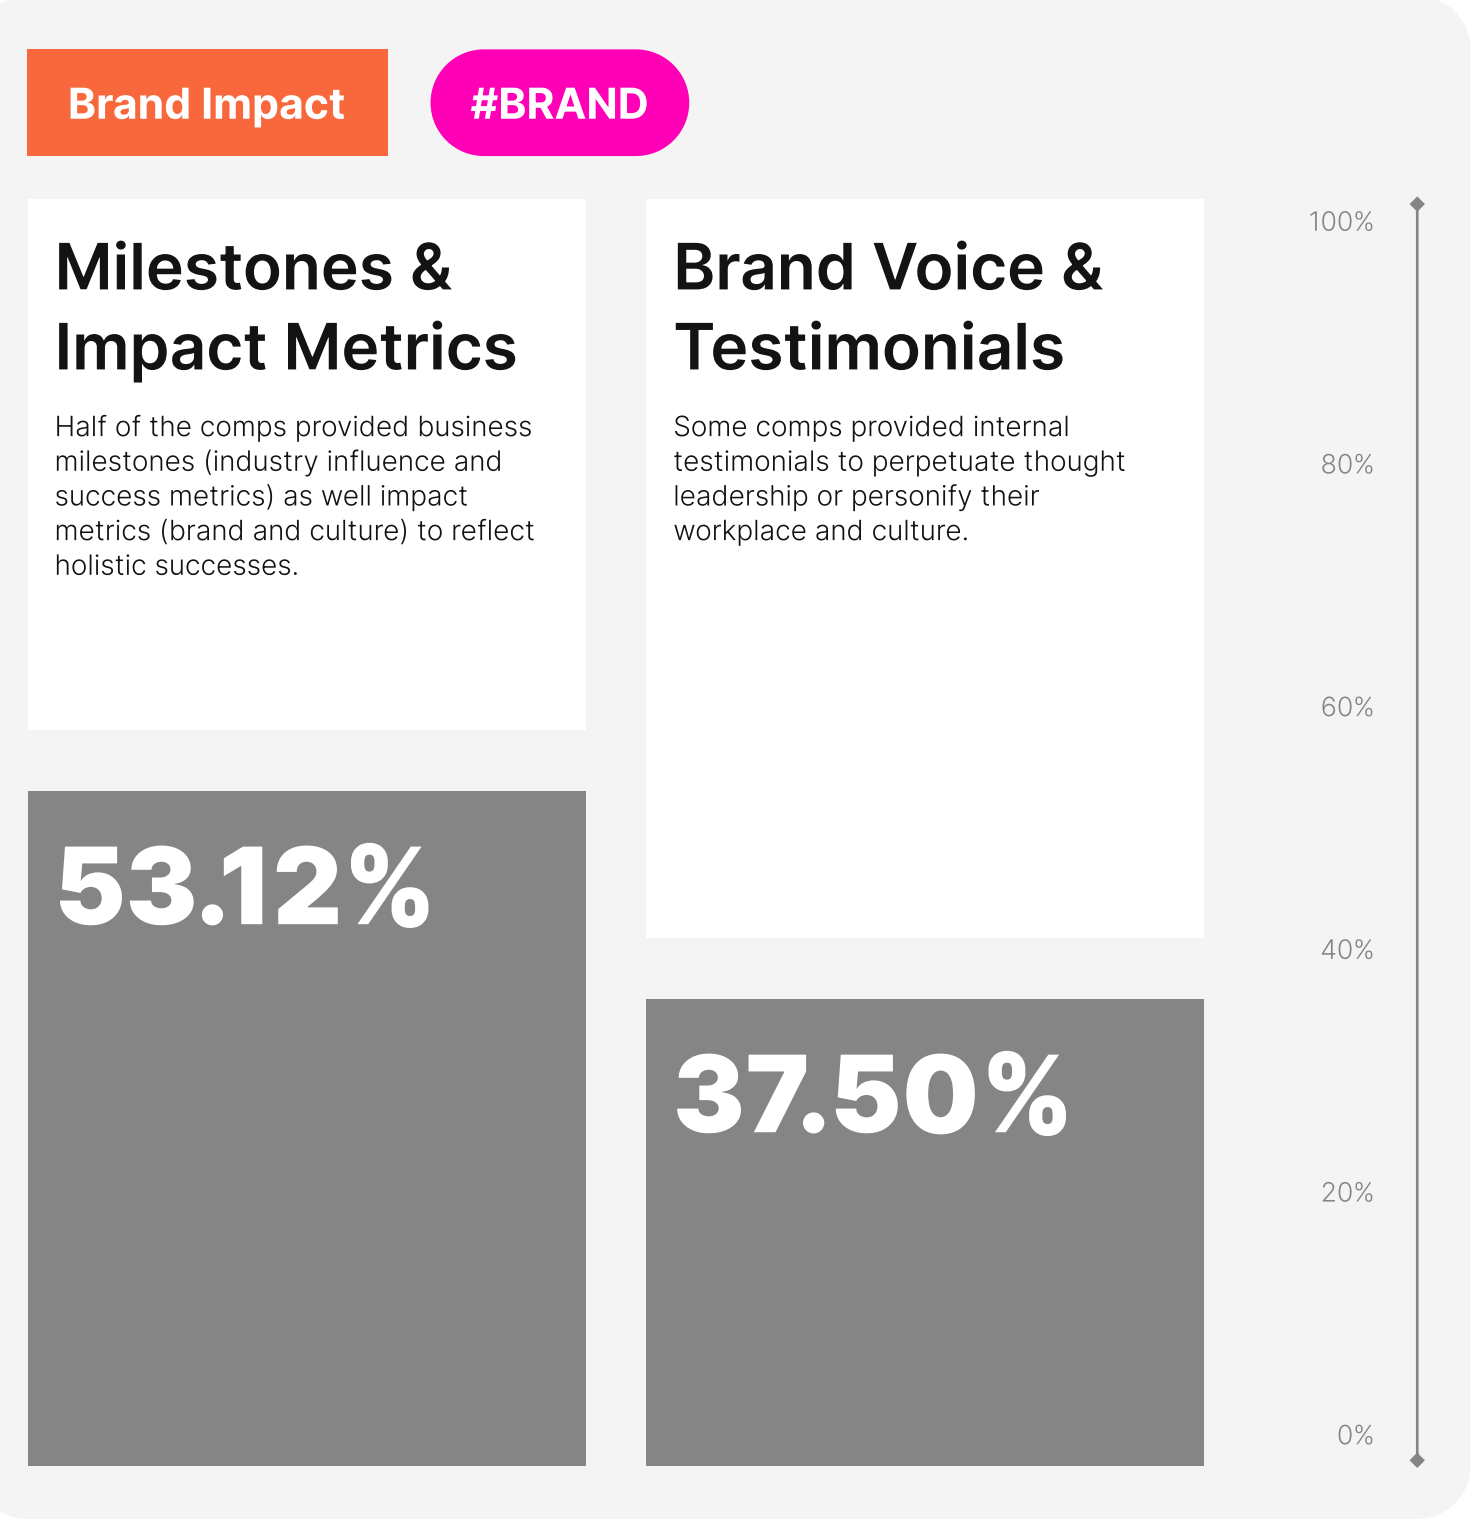 Brand Impact
#BRAND
Milestones &
Impact Metrics
Half of the comps provided business
milestones (industry influence and
success metrics) as well impact
metrics (brand and culture) to reflect
holistic successes.
53.12%
Brand Voice &
Testimonials
Some comps provided internal
testimonials to perpetuate thought
leadership or personify their
workplace and culture.
37.50%
100%
80%
60%
40%
20%
0%